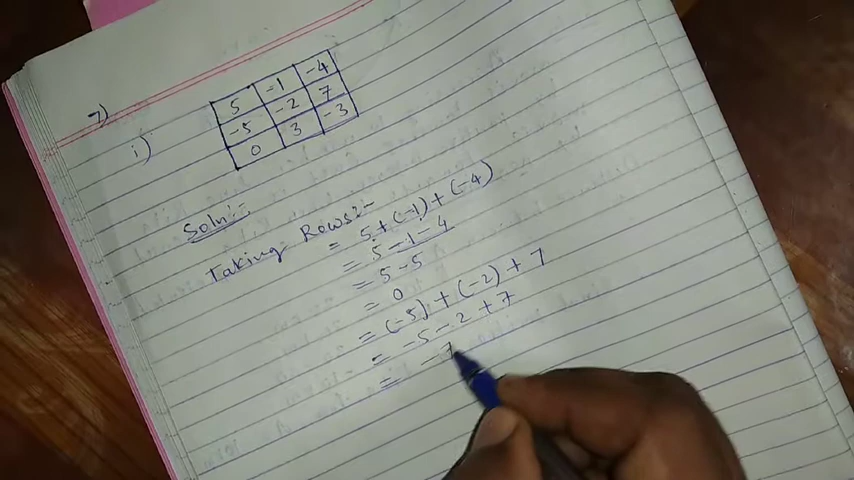 7)
i)
5 -1 -4
-5 -2 7
0 3 -3
Soln:-
Taking Rows:-
= 5+(-1)+(-4)
= 5-1-4
= 5-5
= 0
= (-5)+(-2)+7
= -5-2+7
= -7